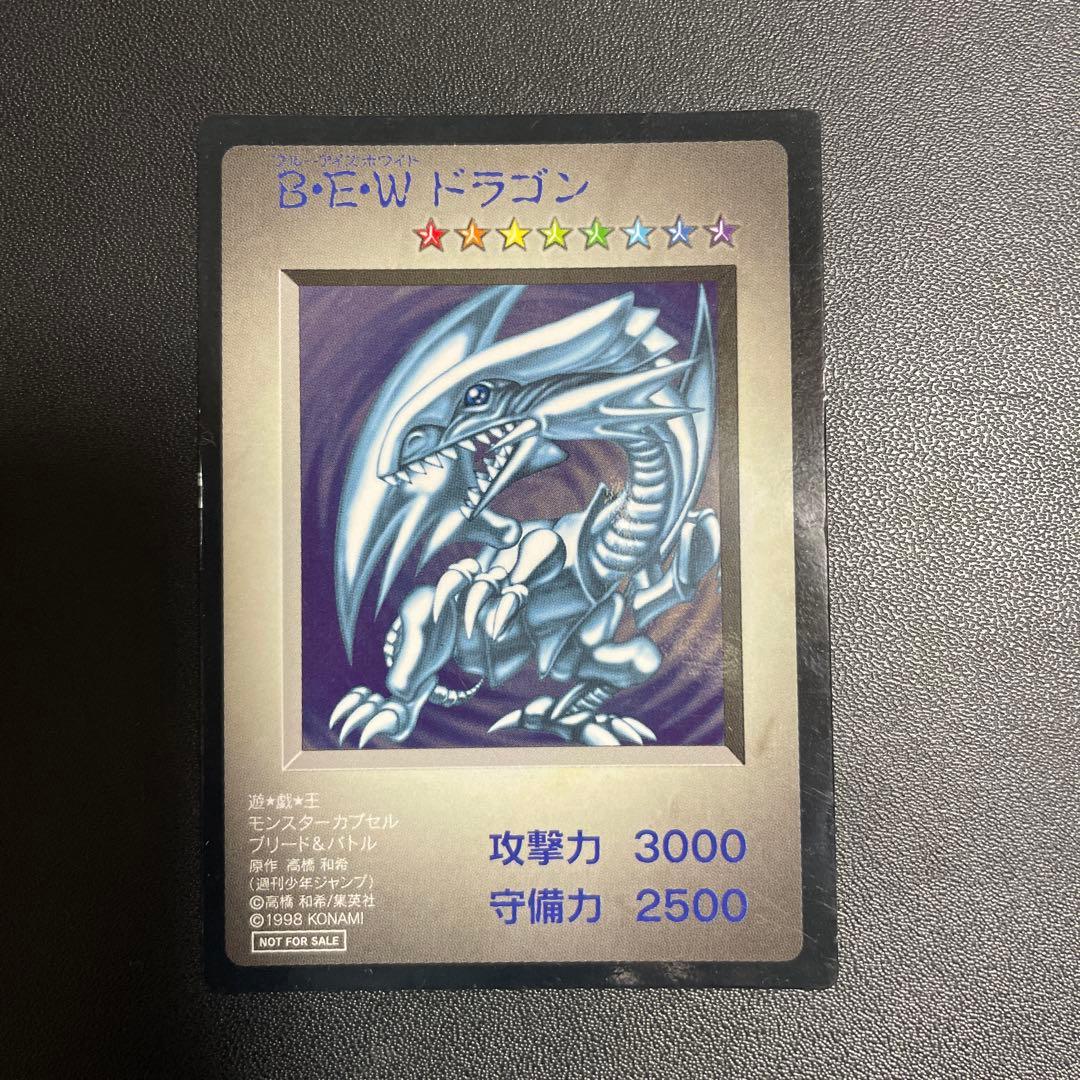 ブルーアイズホワイト
B・E・W ドラゴン
遊★戯★王
モンスターカプセル
ブリード&バトル
原作 高橋 和希
(週刊少年ジャンプ)
©高橋 和希/集英社
©1998 KONAMI
NOT FOR SALE
攻撃力 3000
守備力 2500